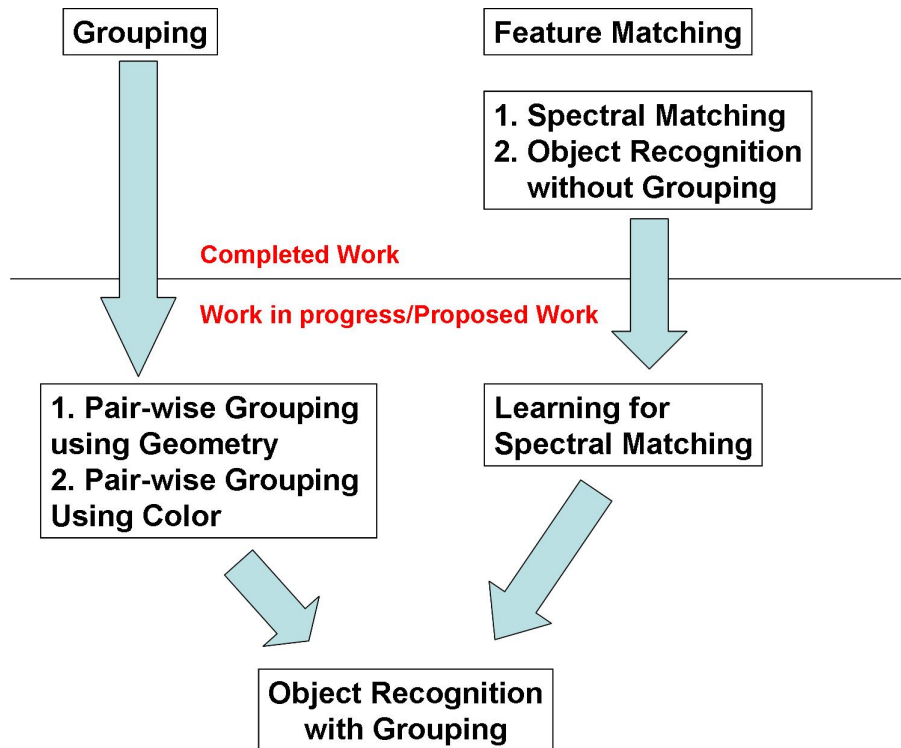 Grouping
Feature Matching
1. Spectral Matching
2. Object Recognition
without Grouping
Completed Work
Work in progress/Proposed Work
1. Pair-wise Grouping
using Geometry
2. Pair-wise Grouping
Using Color
Learning for
Spectral Matching
Object Recognition
with Grouping